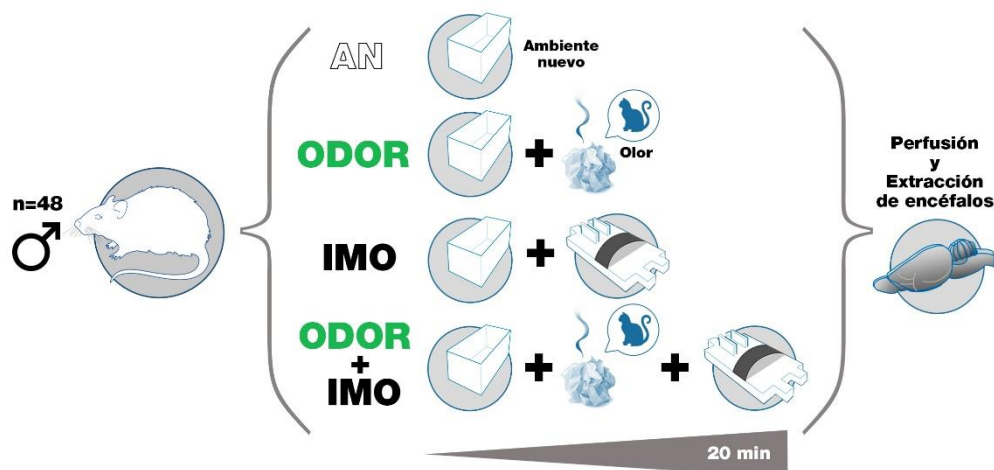 n=48
AN
Ambiente
nuevo
ODOR
Olor
IMO
ODOR
+
IMO
+
+
+
+
20 min
Perfusión
y
Extracción
de encéfalos